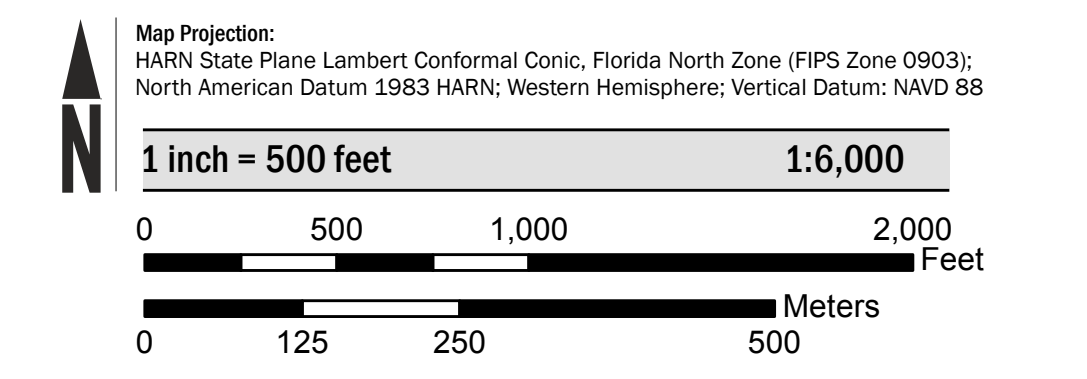 Map Projection:
HARN State Plane Lambert Conformal Conic, Florida North Zone (FIPS Zone 0903);
North American Datum 1983 HARN; Western Hemisphere; Vertical Datum: NAVD 88
N
1 inch = 500 feet 1:6,000
0 500 1,000 2,000
Feet
Meters
0 125 250 500